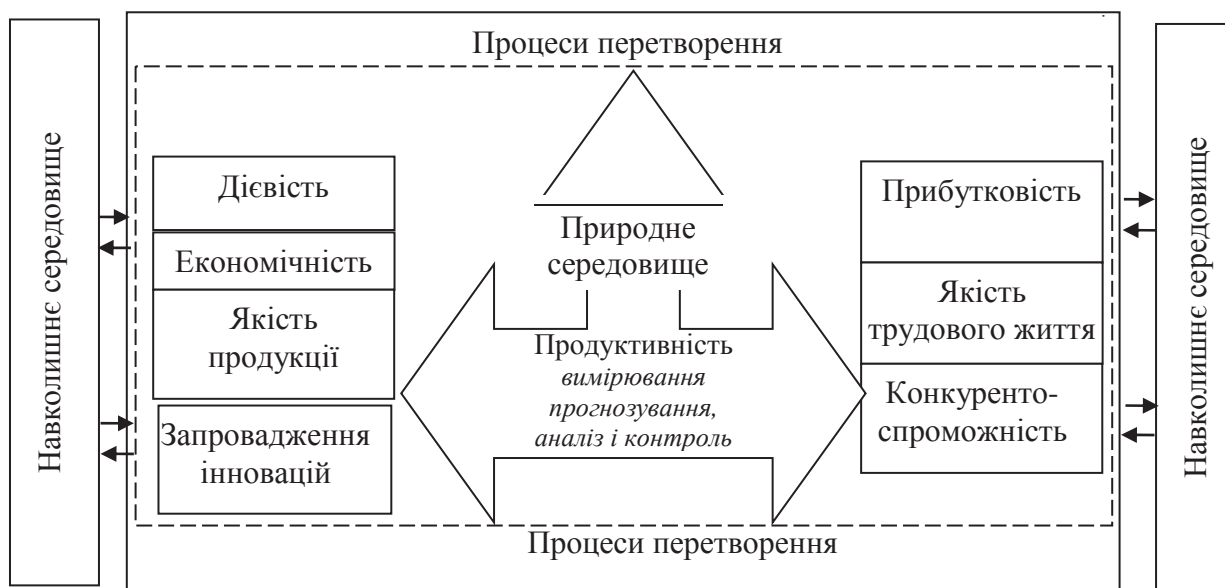 Навколишнє середовище
Процеси перетворення
Дієвість
Економічність
Якість
продукції
Запровадження
інновацій
Природне
середовище
Продуктивність
вимірювання
прогнозування,
аналіз і контроль
Прибутковість
Якість
трудового життя
Конкуренто-
спроможність
Процеси перетворення
Навколишнє середовище